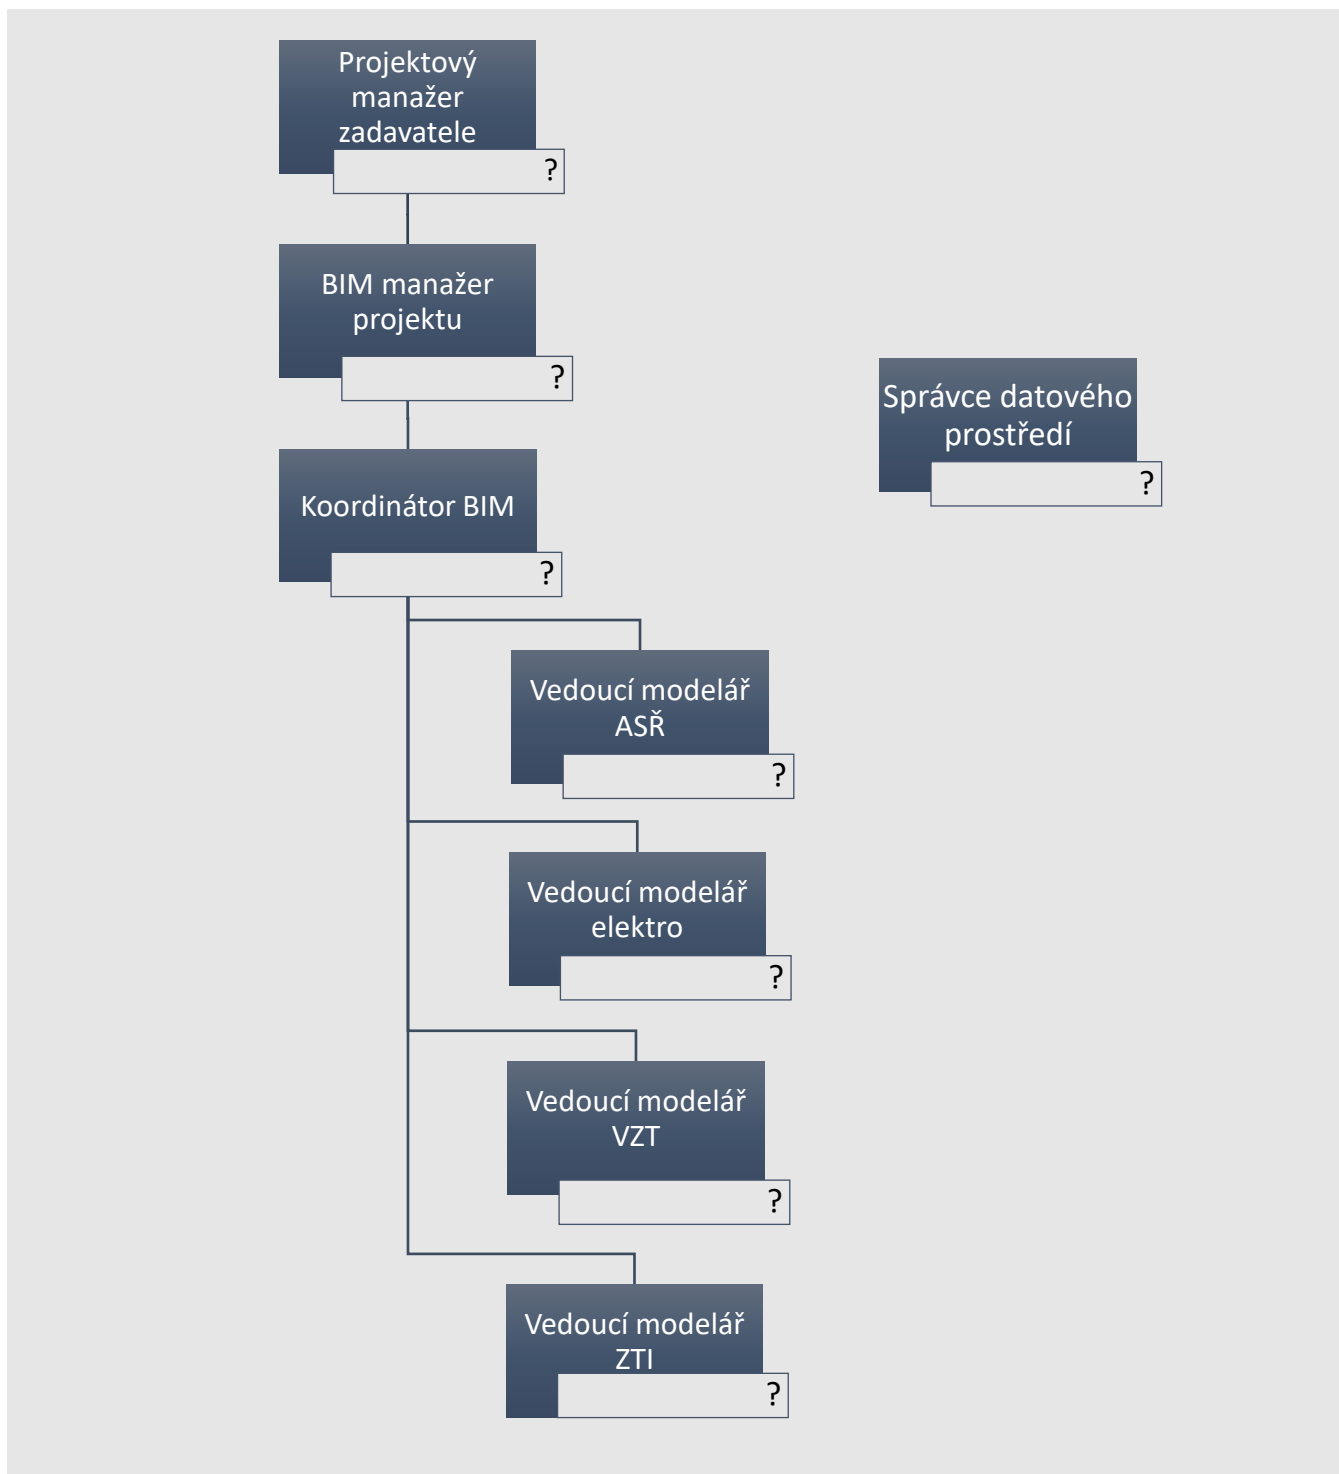 Projektový
manažer
zadavatele
?
BIM manažer
projektu
?
Správce datového
prostředí
?
Koordinátor BIM
?
Vedoucí modelář
ASŘ
?
Vedoucí modelář
elektro
?
Vedoucí modelář
VZT
?
Vedoucí modelář
ZTI
?